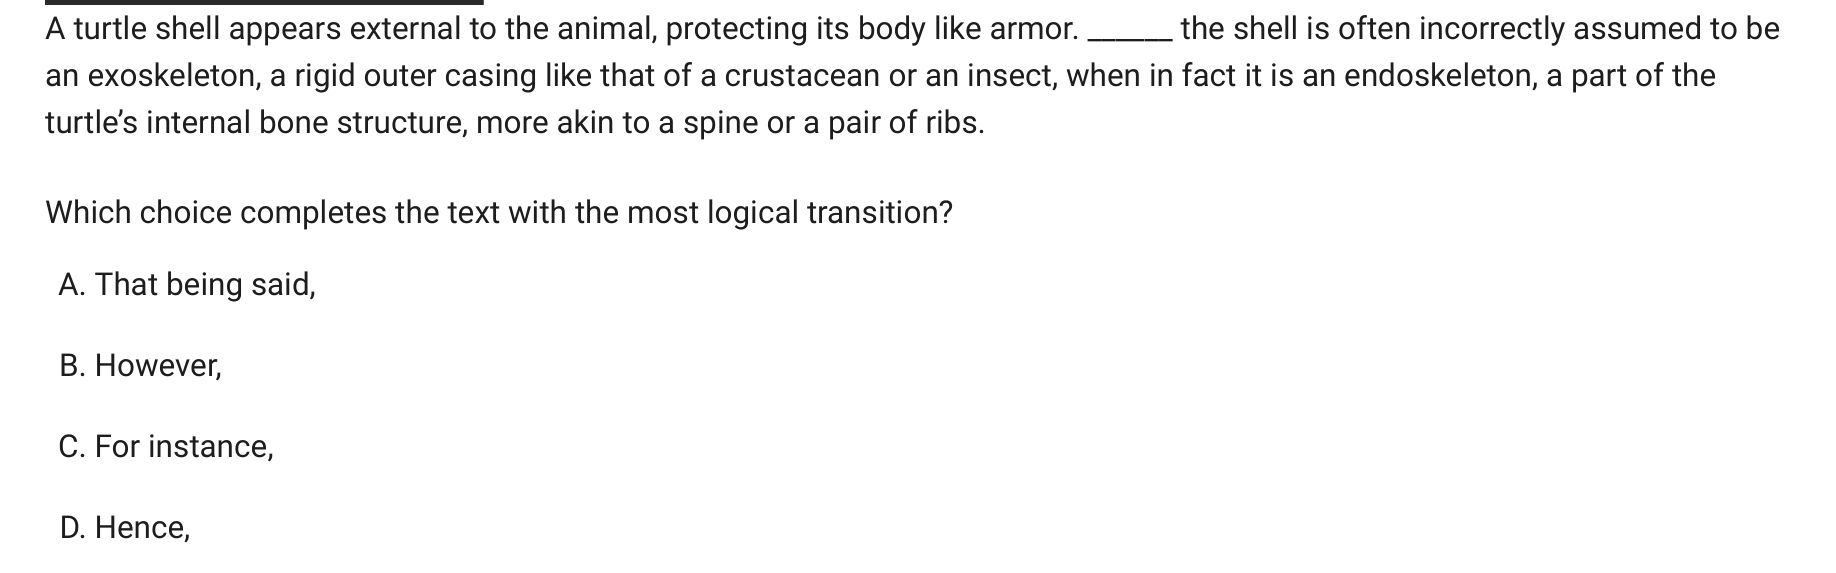 A turtle shell appears external to the animal, protecting its body like armor. ______ the shell is often incorrectly assumed to be
an exoskeleton, a rigid outer casing like that of a crustacean or an insect, when in fact it is an endoskeleton, a part of the
turtle’s internal bone structure, more akin to a spine or a pair of ribs.
Which choice completes the text with the most logical transition?
A. That being said,
B. However,
C. For instance,
D. Hence,